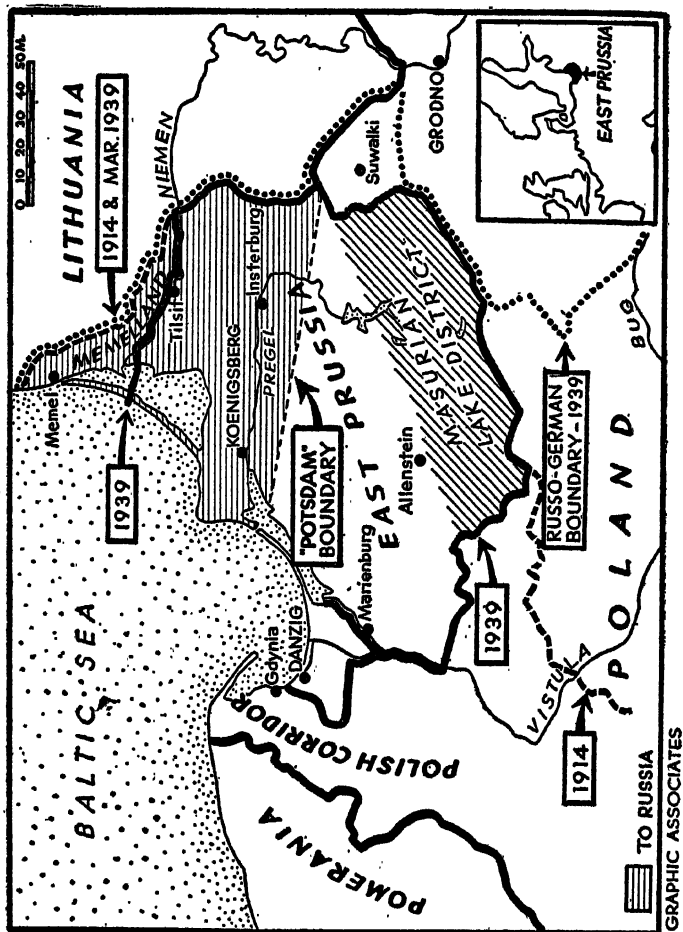 0 10 20 30 40 50 M.
LITHUANIA
1914 & MAR. 1939
NIEMEN
GRODNO
EAST PRUSSIA
Suwalki
MEMELLAND
Memel
Tilsit
1939
Insterburg
KOENIGSBERG
PREGEL
"POTSDAM"
BOUNDARY
EAST PRUSSIA
MASURIAN
LAKE DISTRICT
Allenstein
BALTIC SEA
Gdynia
DANZIG
Marienburg
1939
RUSSO-GERMAN
BOUNDARY-1939
BUG
POLAND
VISTUKA
1914
POLISH CORRIDOR
POMERANIA
TO RUSSIA
GRAPHIC ASSOCIATES